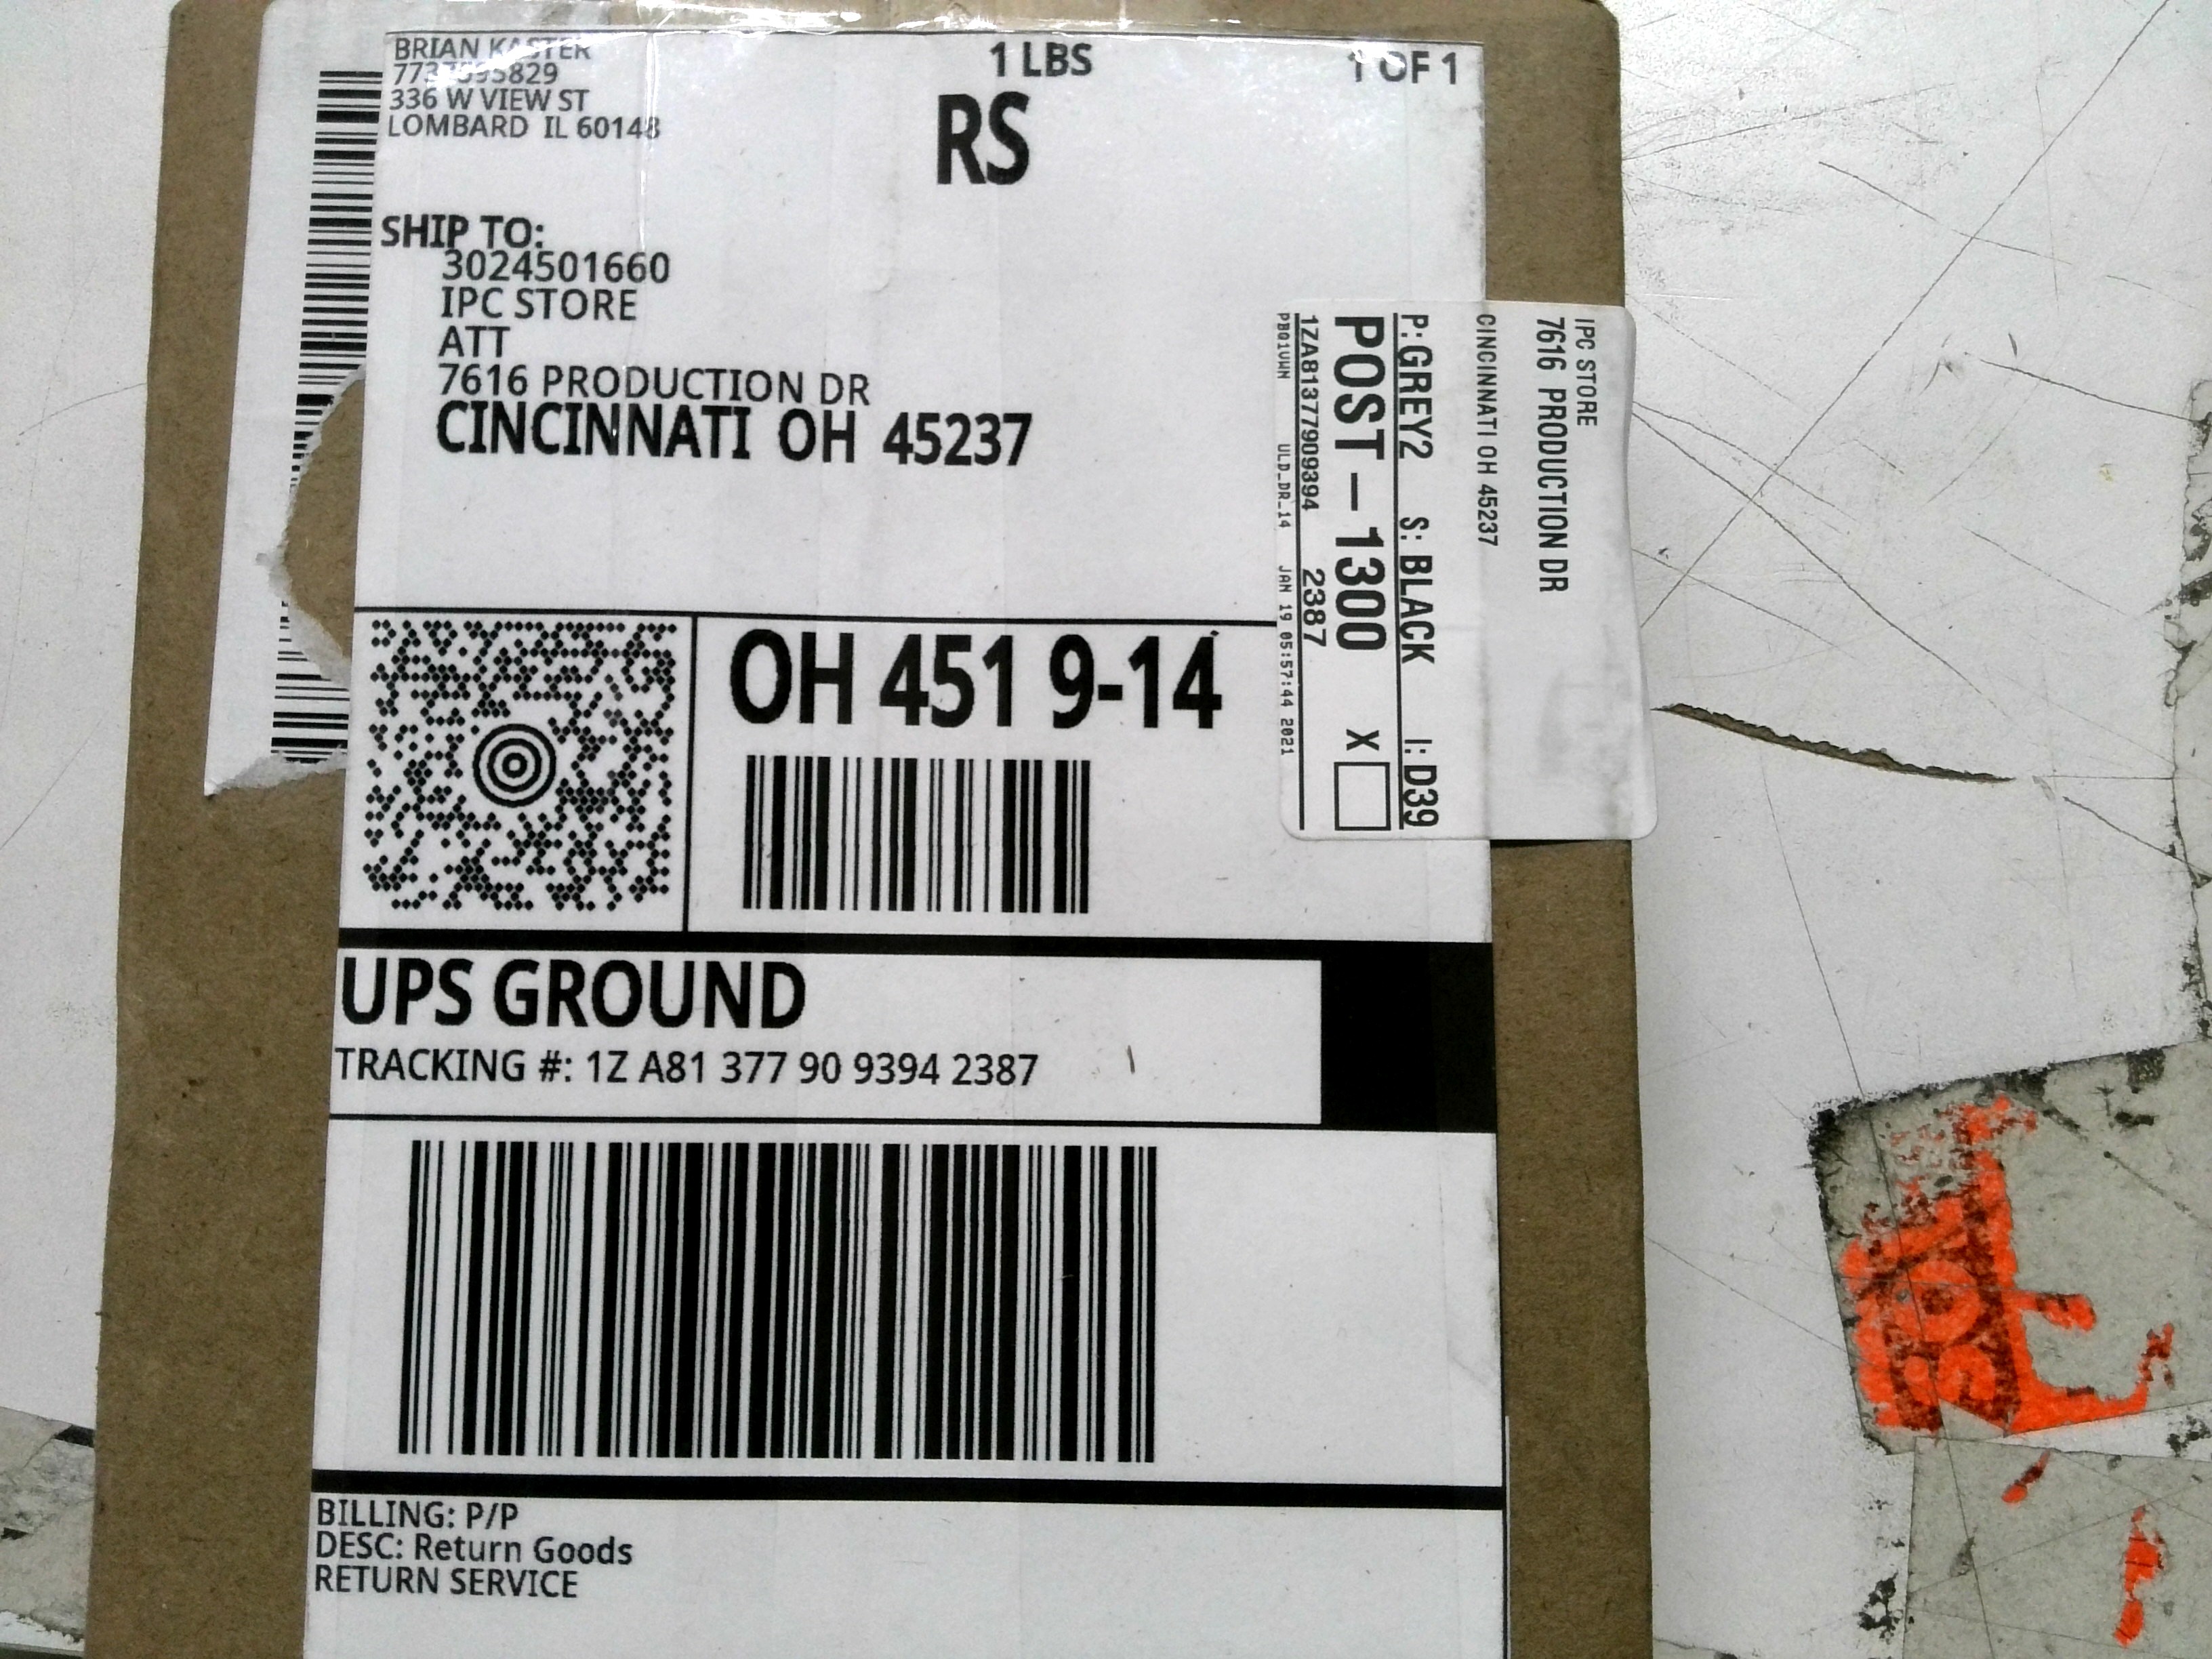 BRIAN KASTER
336 W VIEW ST
LOMBARD IL 60148
1 LBS
1 OF 1
RS
SHIP TO:
3024501660
IPC STORE
ATT
7616 PRODUCTION DR
CINCINNATI OH 45237
OH 451 9-14
UPS GROUND
TRACKING #: 1Z A81 377 90 9394 2387
BILLING: P/P
DESC: Return Goods
RETURN SERVICE
IPC STORE
7616 PRODUCTION DR
CINCINNATI OH 45237
P:GREY2 S: BLACK I: D39
POST-1300 X
1ZA8137790939​4 2387
ULD_DR_14 JAN 19 05:57:44 2021